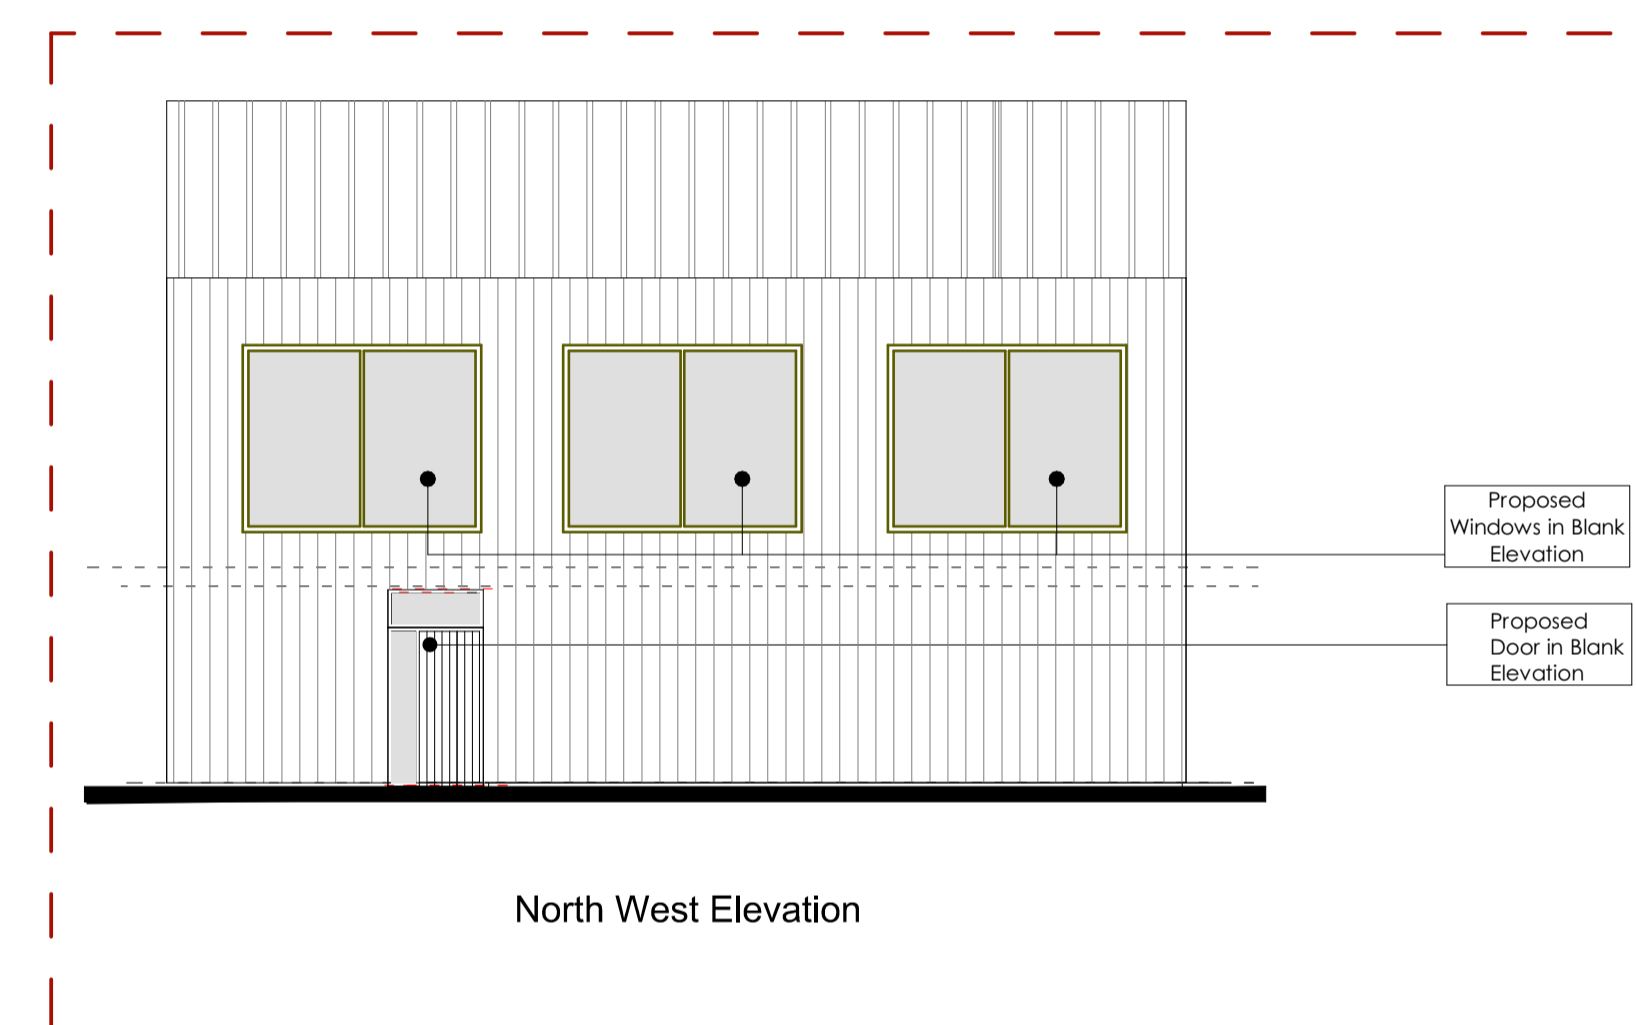 Proposed
Windows in Blank
Elevation
Proposed
Door in Blank
Elevation
North West Elevation